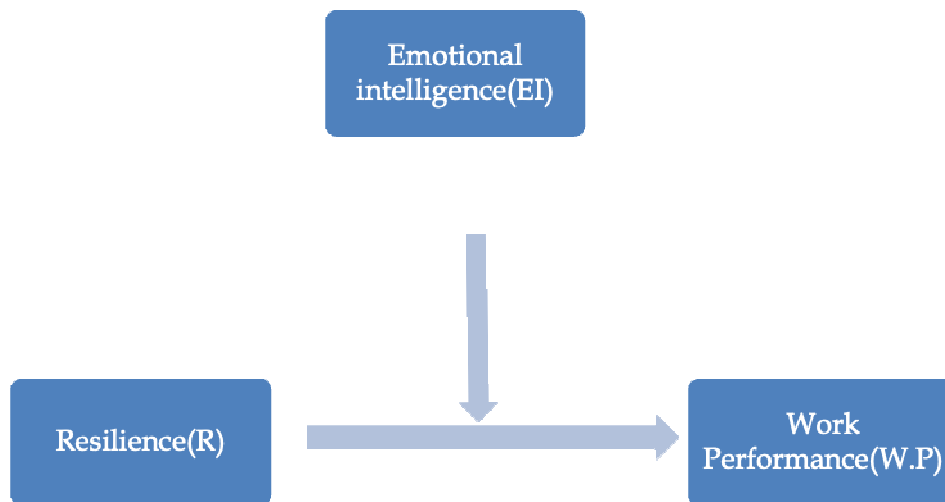 Emotional
intelligence(EI)
Resilience(R)
Work
Performance(W.P)